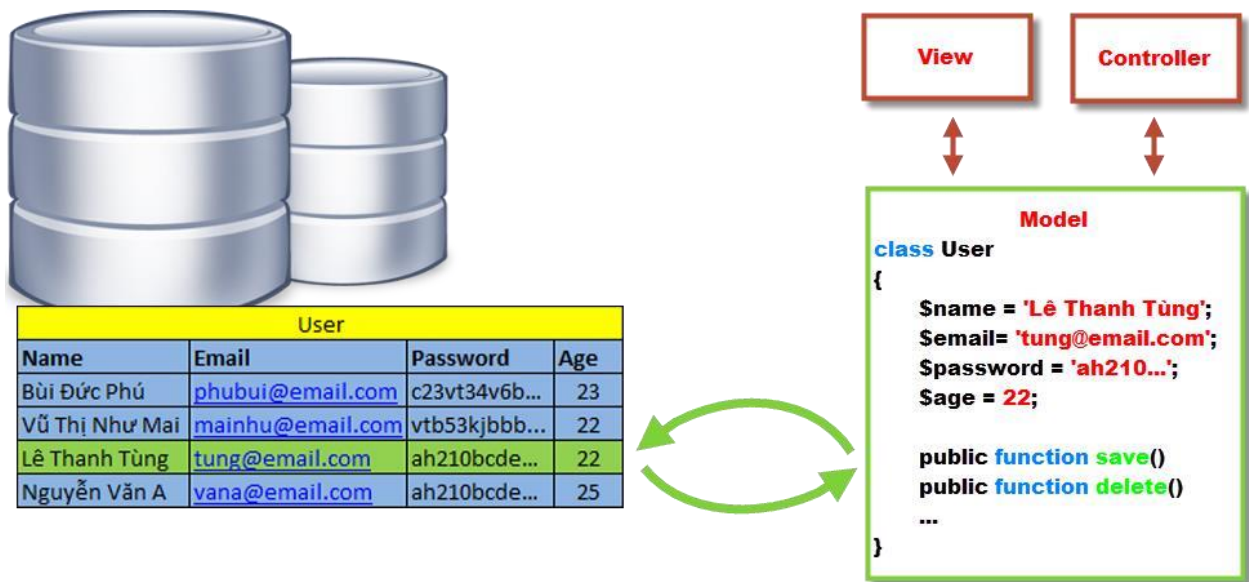 User
Name Email Password Age
Bùi Đức Phú phubui@email.com c23vt34v6b... 23
Vũ Thị Như Mai mainhu@email.com vtb53kjbbb... 22
Lê Thanh Tùng tung@email.com ah210bcde... 22
Nguyễn Văn A vana@email.com ah210bcde... 25
View
Controller
Model
class User
{
$name = 'Lê Thanh Tùng';
$email= 'tung@email.com';
$password = 'ah210...';
$age = 22;
public function save()
public function delete()
...
}